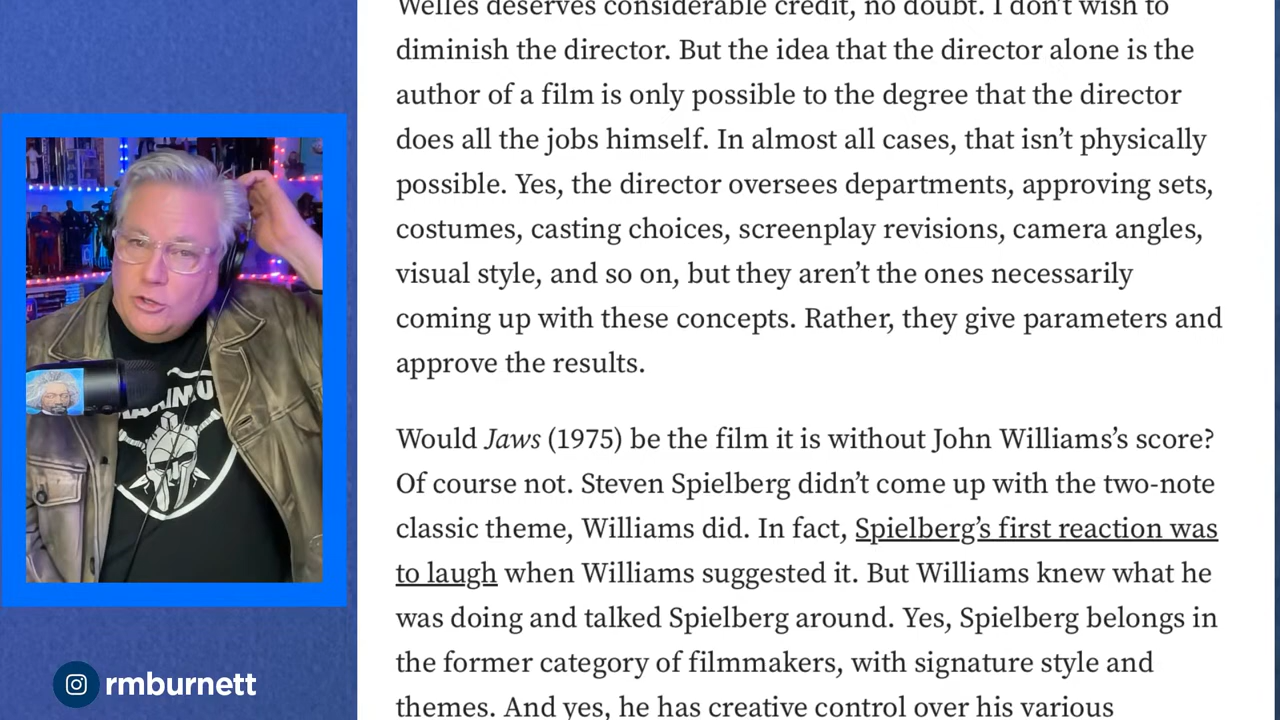 Welles deserves considerable credit, no doubt. I don't wish to
diminish the director. But the idea that the director alone is the
author of a film is only possible to the degree that the director
does all the jobs himself. In almost all cases, that isn't physically
possible. Yes, the director oversees departments, approving sets,
costumes, casting choices, screenplay revisions, camera angles,
visual style, and so on, but they aren't the ones necessarily
coming up with these concepts. Rather, they give parameters and
approve the results.
Would Jaws (1975) be the film it is without John Williams's score?
Of course not. Steven Spielberg didn't come up with the two-note
classic theme, Williams did. In fact, Spielberg's first reaction was
to laugh when Williams suggested it. But Williams knew what he
was doing and talked Spielberg around. Yes, Spielberg belongs in
the former category of filmmakers, with signature style and
themes. And yes, he has creative control over his various
rmburnett